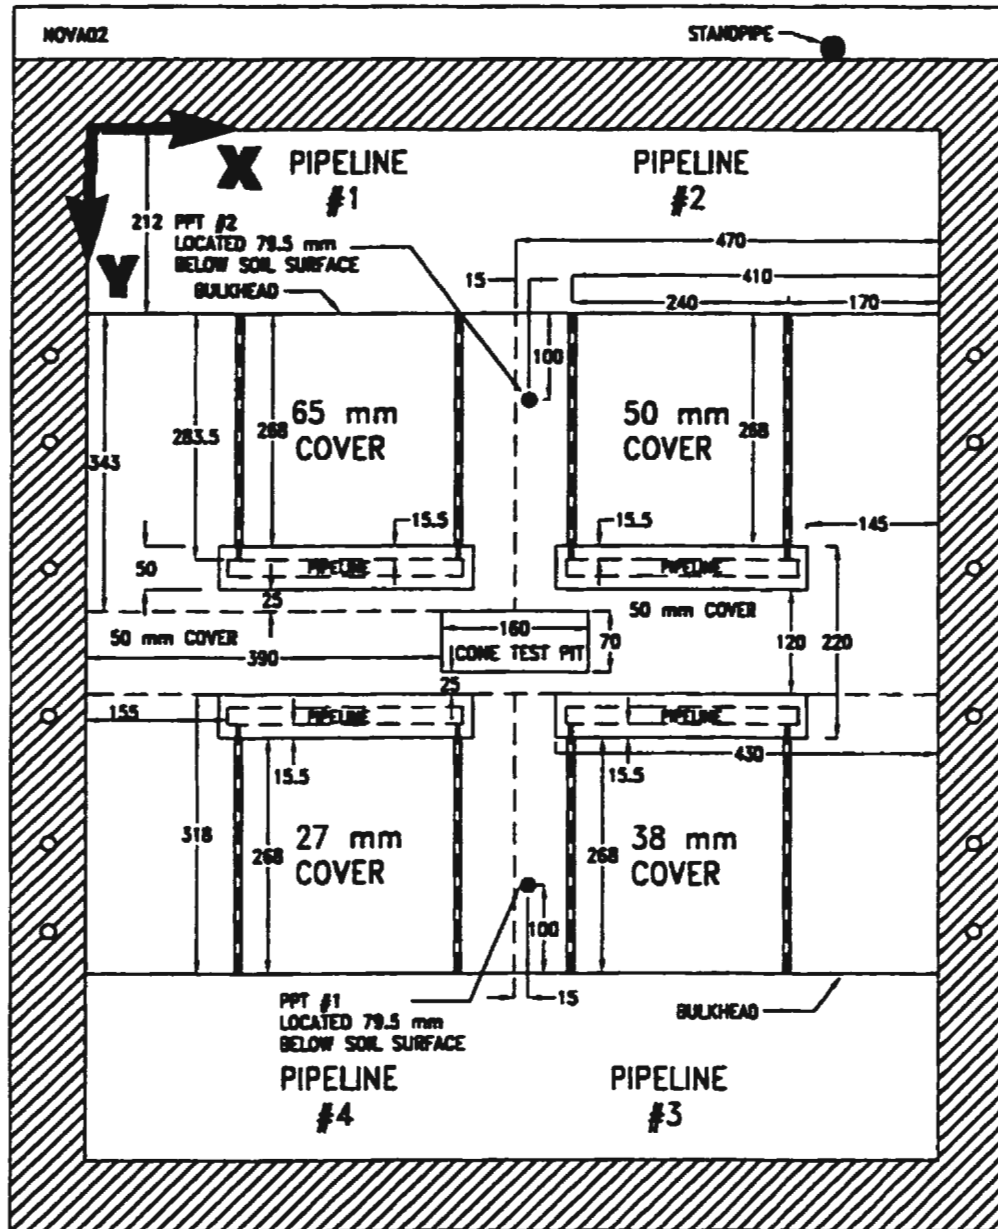 NOVA02
STANDPIPE
X
PIPELINE
#1
PIPELINE
#2
212
PPT #2
LOCATED 79.5 mm
BELOW SOIL SURFACE
470
Y
15
410
BULKHEAD
240
170
100
65 mm
COVER
50 mm
COVER
283.5
268
268
343
15.5
15.5
145
50
PIPELINE
PIPELINE
25
50 mm COVER
50 mm COVER
160
70
120
220
390
CONE TEST PIT
25
155
PIPELINE
PIPELINE
430
15.5
15.5
318
27 mm
COVER
38 mm
COVER
268
268
100
PPT #1
LOCATED 79.5 mm
BELOW SOIL SURFACE
15
BULKHEAD
PIPELINE
#4
PIPELINE
#3